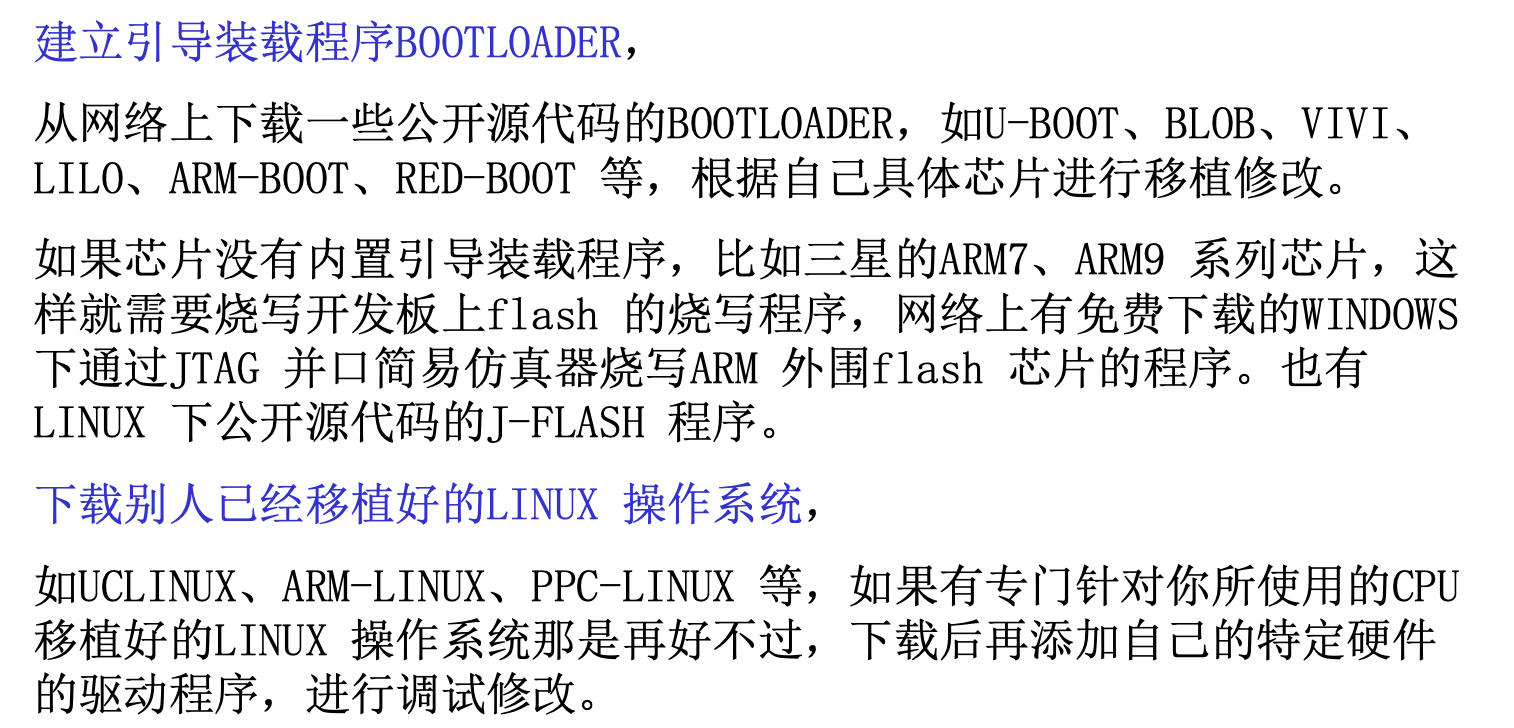 建立引导装载程序BOOTLOADER，
从网络上下载一些公开源代码的BOOTLOADER，如U-BOOT、BLOB、VIVI、
LILO、ARM-BOOT、RED-BOOT 等，根据自己具体芯片进行移植修改。
如果芯片没有内置引导装载程序，比如三星的ARM7、ARM9 系列芯片，这
样就需要烧写开发板上flash 的烧写程序，网络上有免费下载的WINDOWS
下通过JTAG 并口简易仿真器烧写ARM 外围flash 芯片的程序。也有
LINUX 下公开源代码的J-FLASH 程序。
下载别人已经移植好的LINUX 操作系统，
如UCLINUX、ARM-LINUX、PPC-LINUX 等，如果有专门针对你所使用的CPU
移植好的LINUX 操作系统那是再好不过，下载后再添加自己的特定硬件
的驱动程序，进行调试修改。